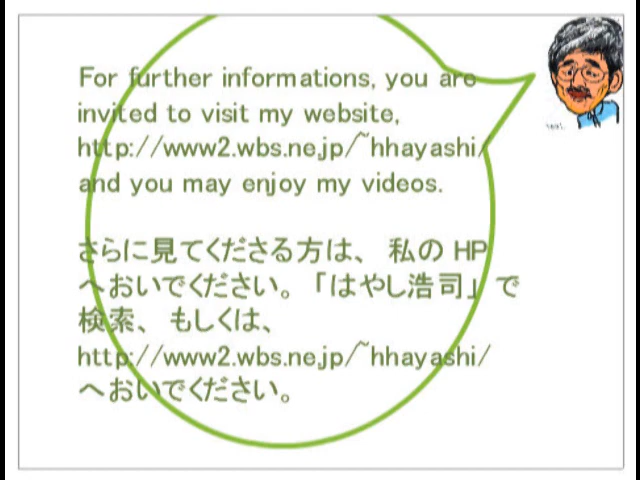 For further informations, you are
invited to visit my website,
http://www2.wbs.ne.jp/~hhayashi/
and you may enjoy my videos.
さらに見てくださる方は、 私の HP
へおいでください。「はやし浩司」で
検索、 もしくは、
http://www2.wbs.ne.jp/~hhayashi/
へおいでください。